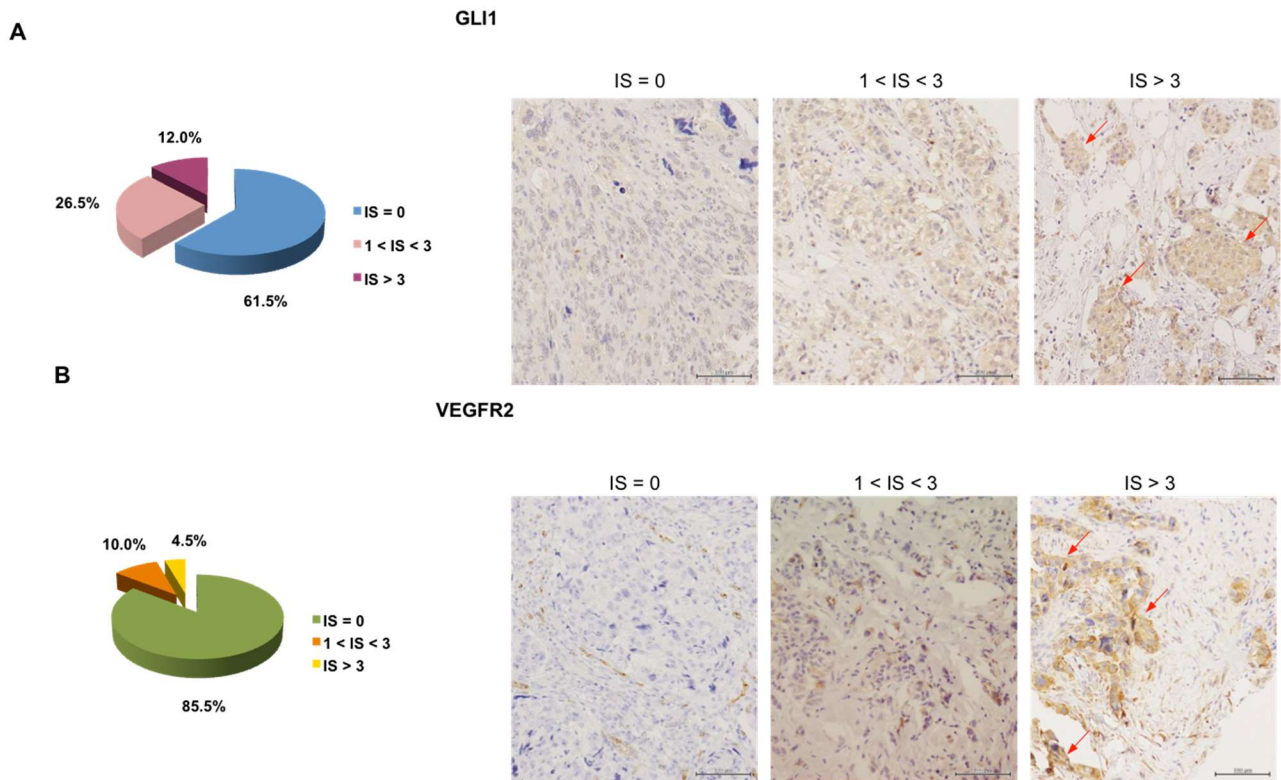 GLI1
A
IS = 0
1 < IS < 3
IS > 3
12.0%
26.5%
IS = 0
1 < IS < 3
IS > 3
61.5%
B
VEGFR2
IS = 0
1 < IS < 3
IS > 3
10.0%
4.5%
IS = 0
1 < IS < 3
IS > 3
85.5%